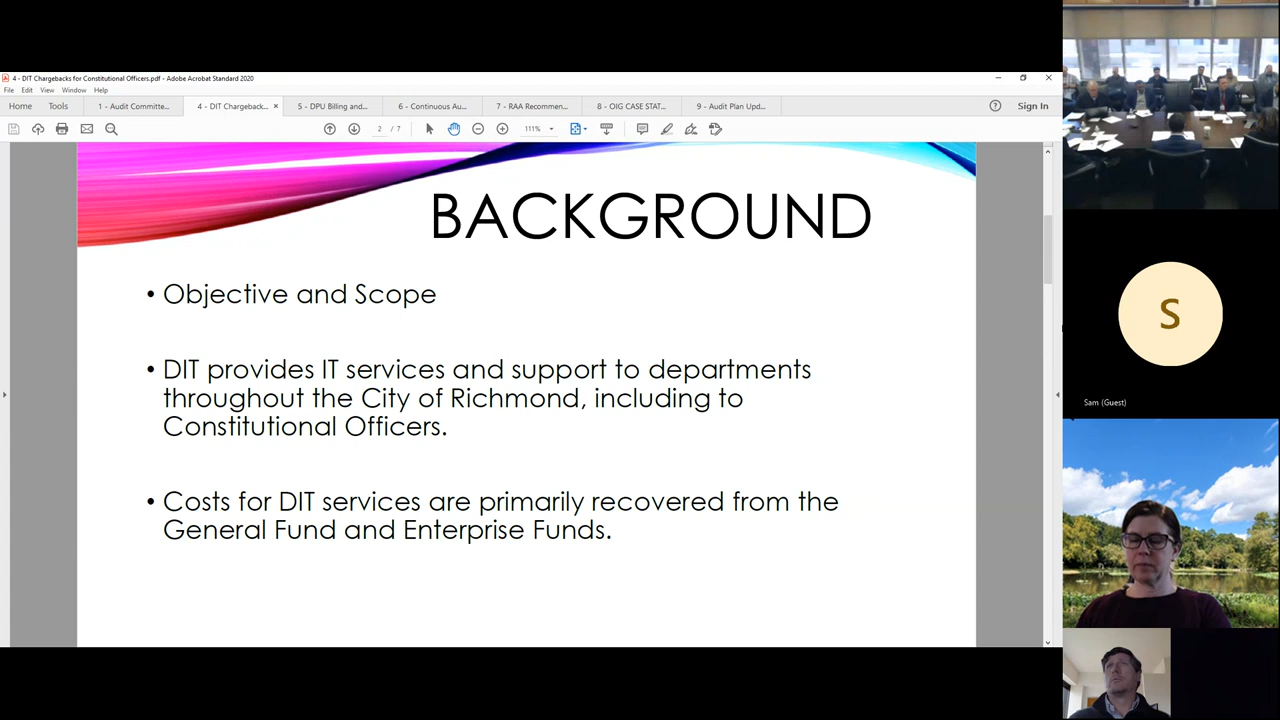 4 - DIT Chargebacks for Constitutional Officers.pdf - Adobe Acrobat Standard 2020
File Edit View Window Help
Home Tools 1 - Audit Committe... 4 - DIT Chargeback... × 5 - DPU Billing and... 6 - Continuous Au... 7 - RAA Recommen... 8 - OIG CASE STAT... 9 - Audit Plan Upd... Sign In
2 / 7 111%
BACKGROUND
• Objective and Scope
• DIT provides IT services and support to departments
throughout the City of Richmond, including to
Constitutional Officers.
• Costs for DIT services are primarily recovered from the
General Fund and Enterprise Funds.
S
Sam (Guest)